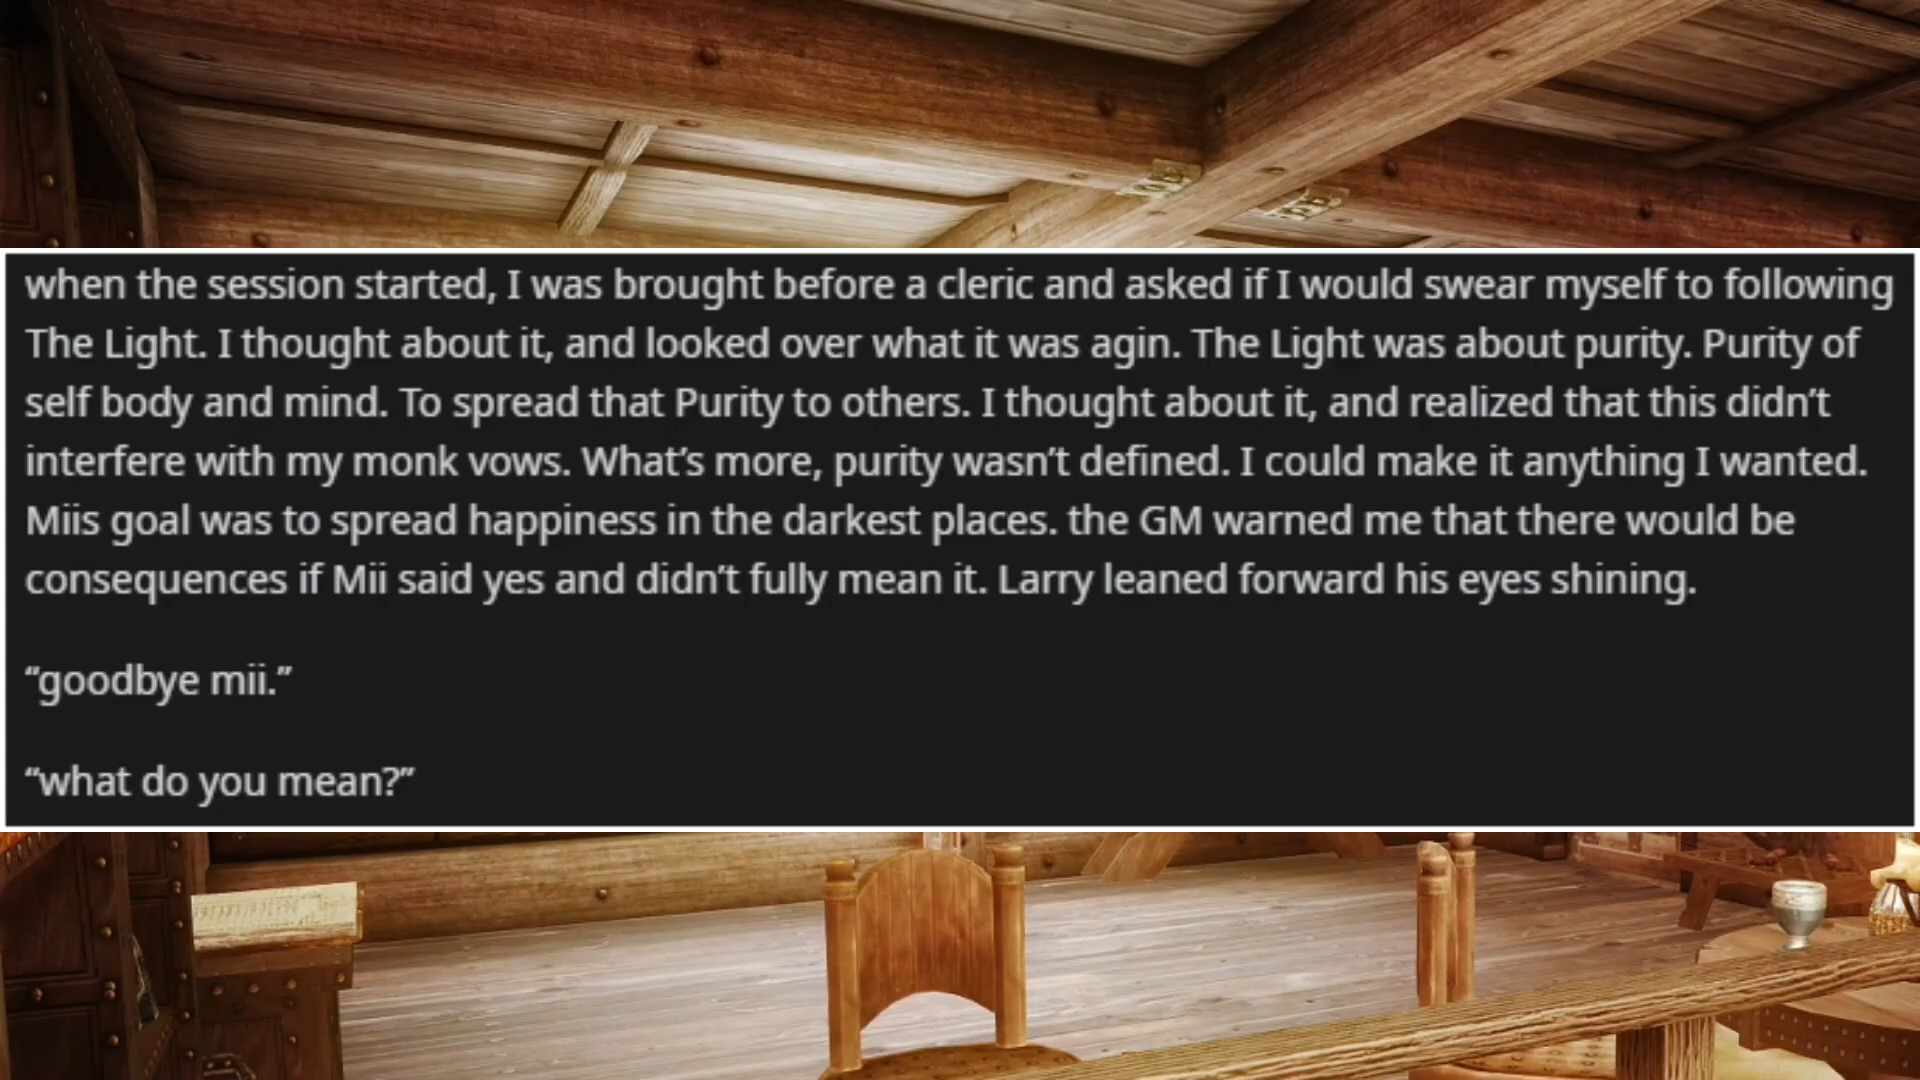 when the session started, I was brought before a cleric and asked if I would swear myself to following
The Light. I thought about it, and looked over what it was agin. The Light was about purity. Purity of
self body and mind. To spread that Purity to others. I thought about it, and realized that this didn’t
interfere with my monk vows. What’s more, purity wasn’t defined. I could make it anything I wanted.
Miis goal was to spread happiness in the darkest places. the GM warned me that there would be
consequences if Mii said yes and didn’t fully mean it. Larry leaned forward his eyes shining.
“goodbye mii.”
“what do you mean?”